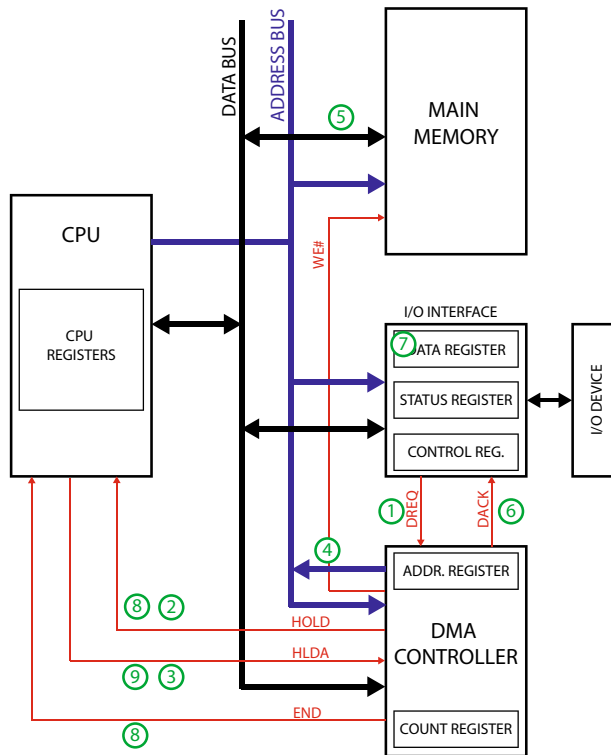 DATA BUS
ADDRESS BUS
5
MAIN
MEMORY
CPU
CPU
REGISTERS
WE#
I/O INTERFACE
7
DATA REGISTER
STATUS REGISTER
CONTROL REG.
I/O DEVICE
1
DREQ
DACK
6
4
ADDR. REGISTER
8
2
HOLD
DMA
CONTROLLER
HLDA
9
3
END
8
COUNT REGISTER